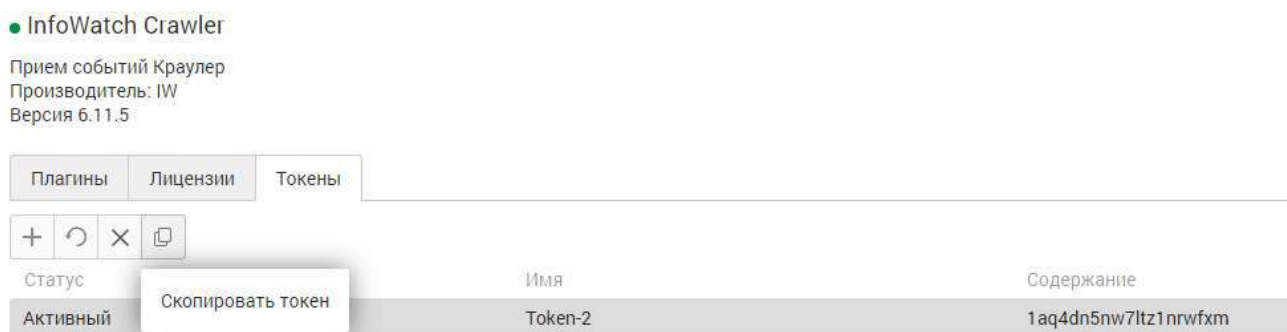 InfoWatch Crawler
Прием событий Краулер
Производитель: IW
Версия 6.11.5
Плагины Лицензии Токены
Статус Имя Содержание
Скопировать токен
Активный Token-2 1aq4dn5nw7ltz1nrwfxm